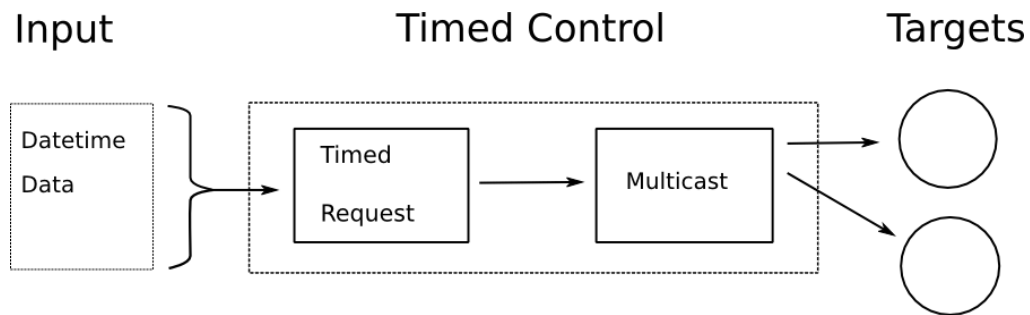 Input
Timed Control
Targets
Datetime
Data
Timed
Request
Multicast